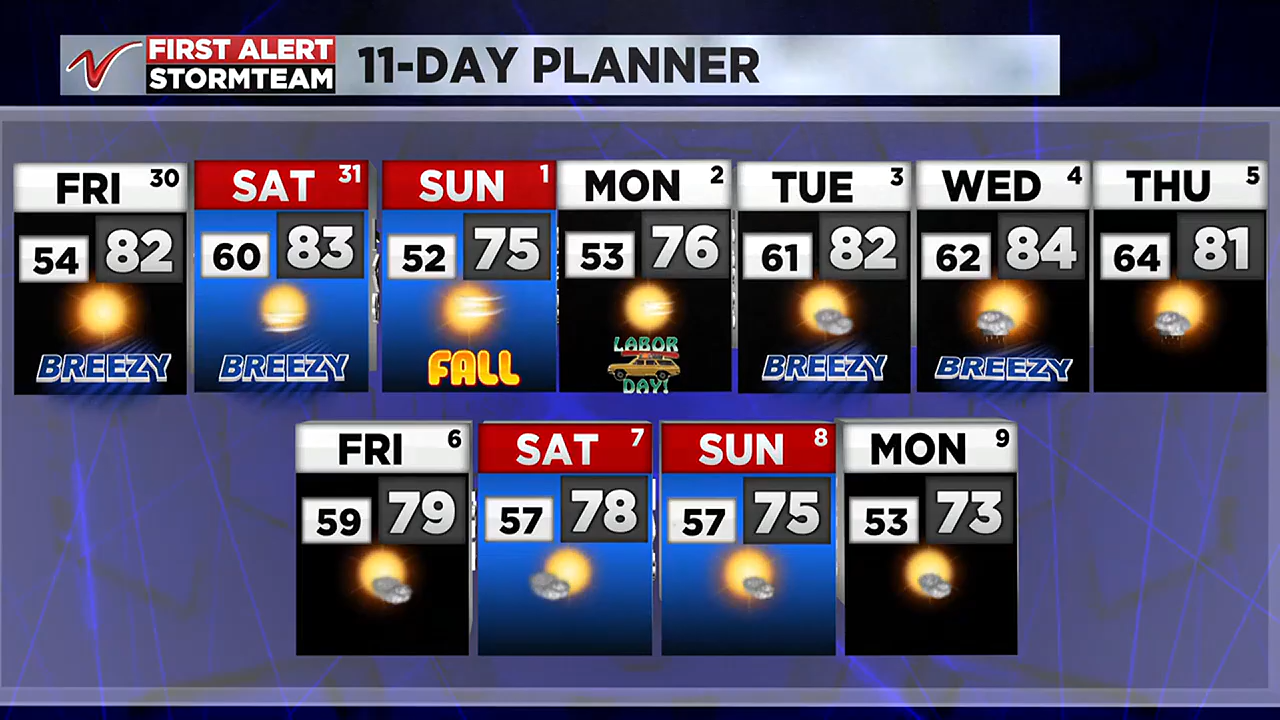 FIRST ALERT
STORMTEAM
11-DAY PLANNER
FRI 30
54 82
BREEZY
SAT 31
60 83
BREEZY
SUN 1
52 75
FALL
MON 2
53 76
LABOR
DAY!
TUE 3
61 82
BREEZY
WED 4
62 84
BREEZY
THU 5
64 81
FRI 6
59 79
SAT 7
57 78
SUN 8
57 75
MON 9
53 73